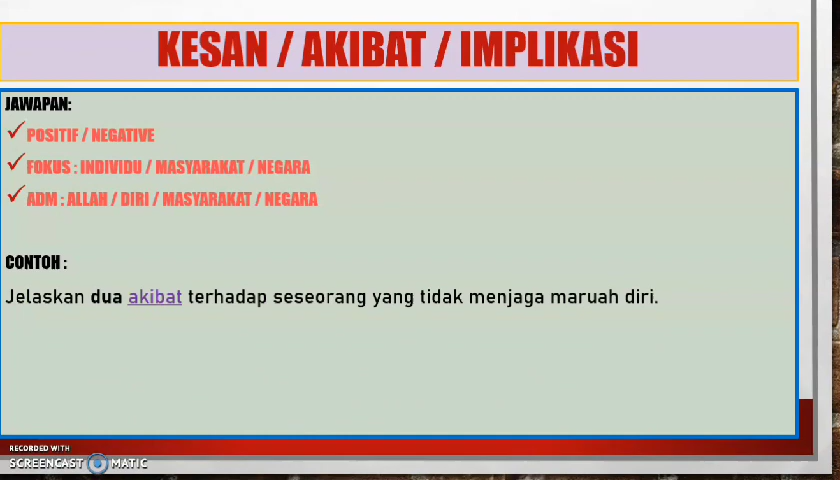 KESAN / AKIBAT / IMPLIKASI
JAWAPAN:
POSITIF / NEGATIVE
FOKUS : INDIVIDU / MASYARAKAT / NEGARA
ADM : ALLAH / DIRI / MASYARAKAT / NEGARA
CONTOH :
Jelaskan dua akibat terhadap seseorang yang tidak menjaga maruah diri.
RECORDED WITH
SCREENCAST MATIC